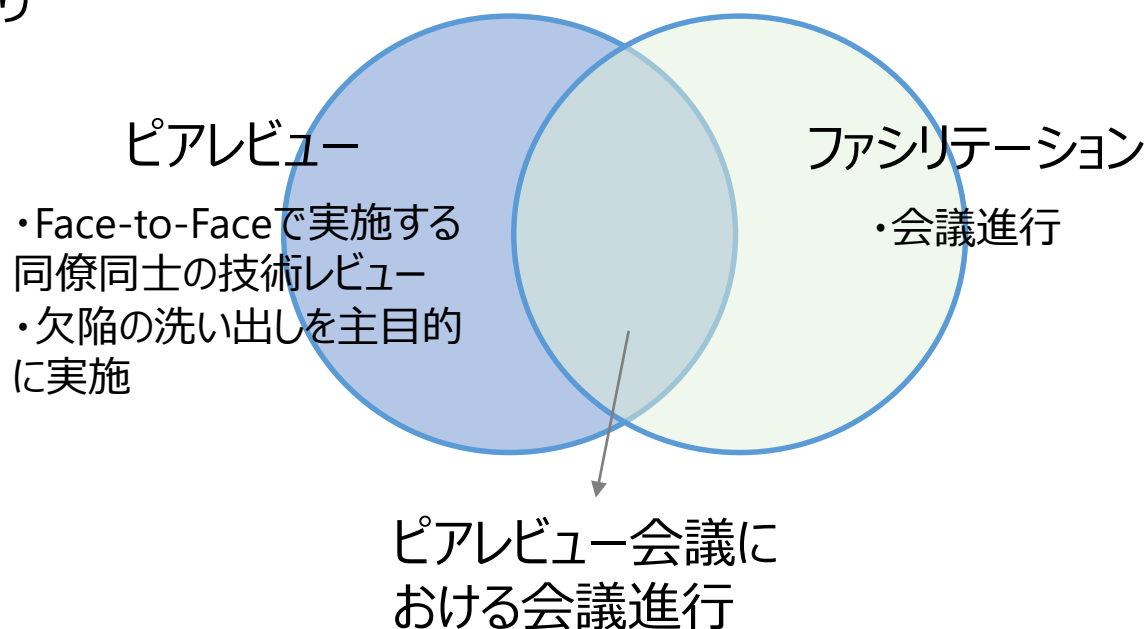 り
ピアレビュー
・Face-to-Faceで実施する
同僚同士の技術レビュー
・欠陥の洗い出しを主目的
に実施
ファシリテーション
・会議進行
ピアレビュー会議に
おける会議進行